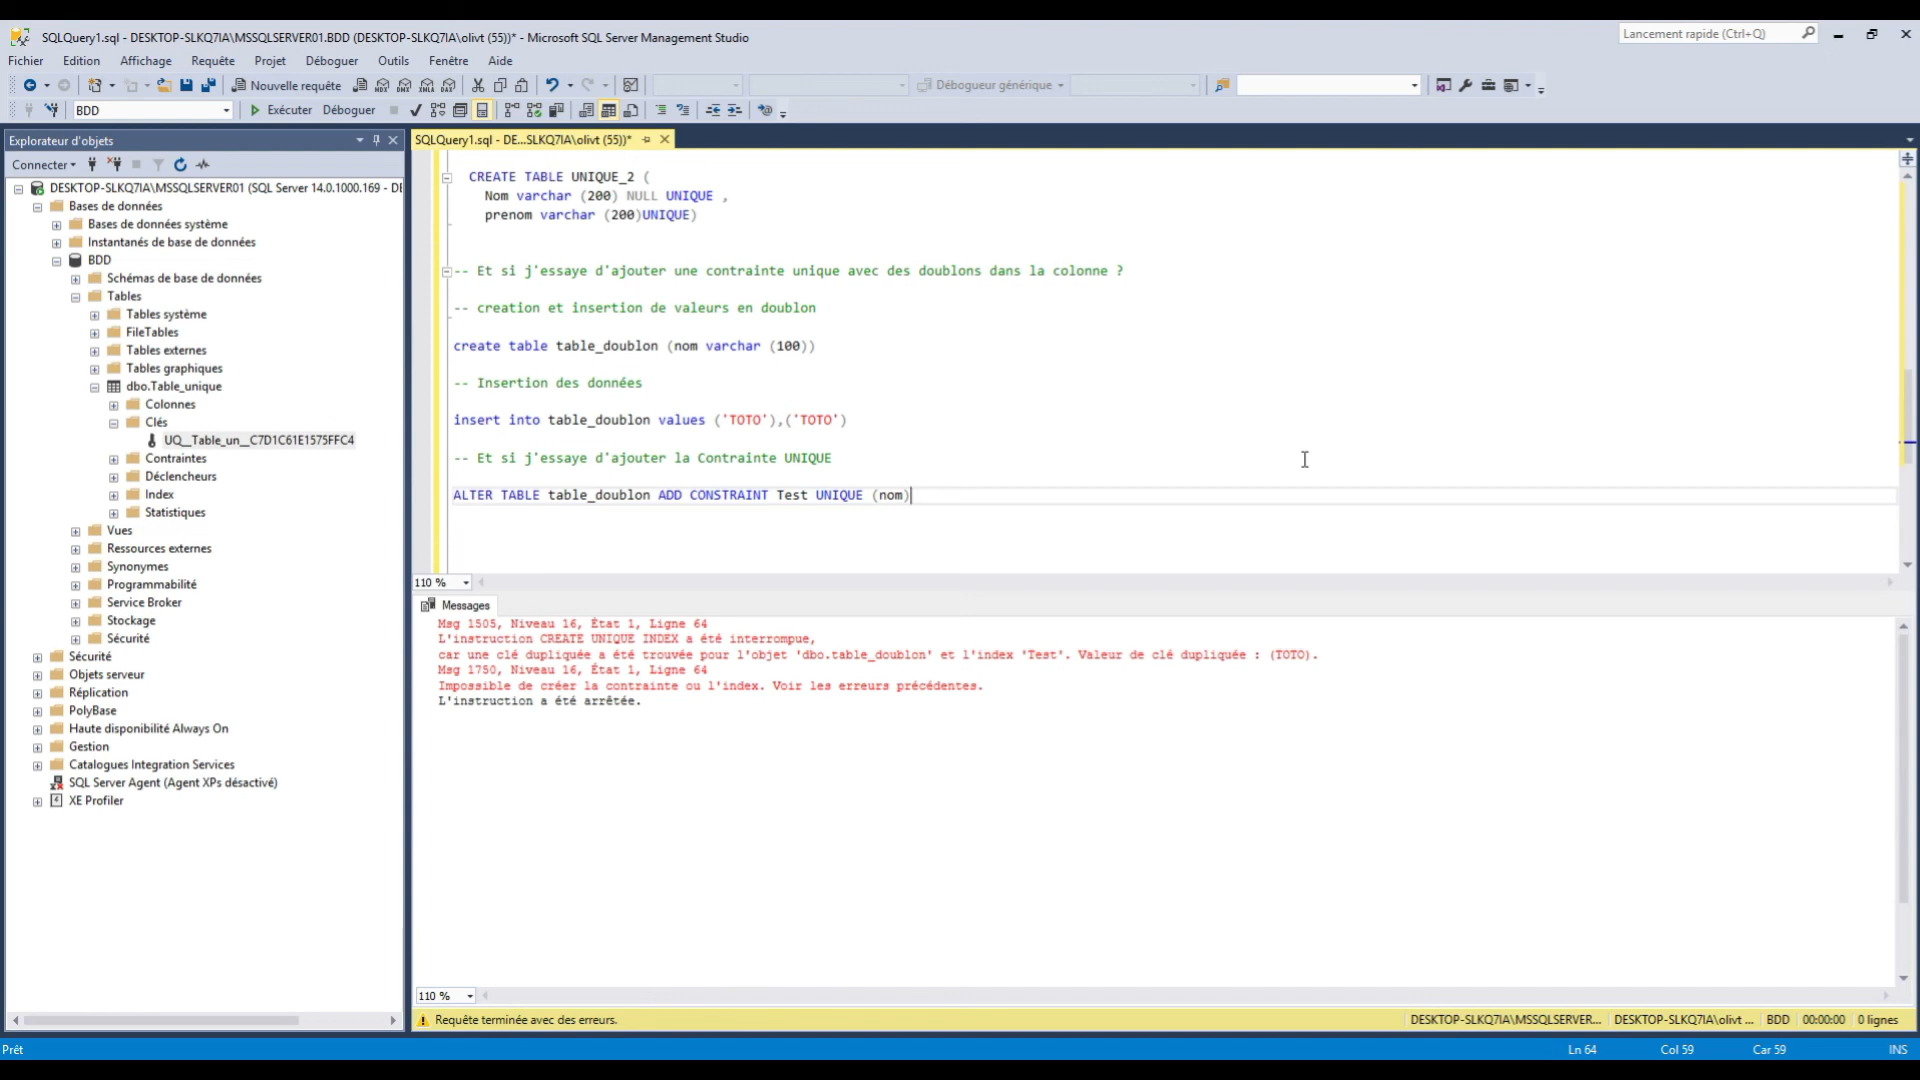 SQLQuery1.sql - DESKTOP-SLKQ7IA\MSSQLSERVER01.BDD (DESKTOP-SLKQ7IA\olivt (55))* - Microsoft SQL Server Management Studio
Lancement rapide (Ctrl+Q)
Fichier Edition Affichage Requête Projet Déboguer Outils Fenêtre Aide
Nouvelle requête
Débogueur générique
BDD
Exécuter Déboguer
Explorateur d'objets
SQLQuery1.sql - DE...SLKQ7IA\olivt (55))*
Connecter
DESKTOP-SLKQ7IA\MSSQLSERVER01 (SQL Server 14.0.1000.169 - DE
Bases de données
Bases de données système
Instantanés de base de données
BDD
Schémas de base de données
Tables
Tables système
FileTables
Tables externes
Tables graphiques
dbo.Table_unique
Colonnes
Clés
UQ__Table_un__C7D1C61E1575FFC4
Contraintes
Déclencheurs
Index
Statistiques
Vues
Ressources externes
Synonymes
Programmabilité
Service Broker
Stockage
Sécurité
Sécurité
Objets serveur
Réplication
PolyBase
Haute disponibilité Always On
Gestion
Catalogues Integration Services
SQL Server Agent (Agent XPs désactivé)
XE Profiler
CREATE TABLE UNIQUE_2 (
Nom varchar (200) NULL UNIQUE ,
prenom varchar (200)UNIQUE)
-- Et si j'essaye d'ajouter une contrainte unique avec des doublons dans la colonne ?
-- creation et insertion de valeurs en doublon
create table table_doublon (nom varchar (100))
-- Insertion des données
insert into table_doublon values ('TOTO'),('TOTO')
-- Et si j'essaye d'ajouter la Contrainte UNIQUE
ALTER TABLE table_doublon ADD CONSTRAINT Test UNIQUE (nom)
110 %
Messages
Msg 1505, Niveau 16, État 1, Ligne 64
L'instruction CREATE UNIQUE INDEX a été interrompue,
car une clé dupliquée a été trouvée pour l'objet 'dbo.table_doublon' et l'index 'Test'. Valeur de clé dupliquée : (TOTO).
Msg 1750, Niveau 16, État 1, Ligne 64
Impossible de créer la contrainte ou l'index. Voir les erreurs précédentes.
L'instruction a été arrêtée.
110 %
Requête terminée avec des erreurs.
DESKTOP-SLKQ7IA\MSSQLSERVER... DESKTOP-SLKQ7IA\olivt ... BDD 00:00:00 0 lignes
Prêt
Ln 64 Col 59 Car 59 INS